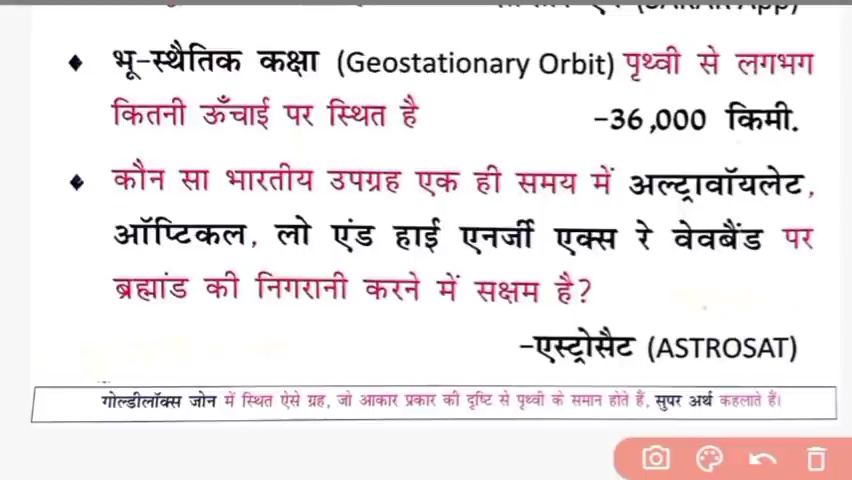 ♦ भू-स्थैतिक कक्षा (Geostationary Orbit) पृथ्वी से लगभग
कितनी ऊँचाई पर स्थित है -36,000 किमी.
♦ कौन सा भारतीय उपग्रह एक ही समय में अल्ट्रावॉयलेट,
ऑप्टिकल, लो एंड हाई एनर्जी एक्स रे वेवबैंड पर
ब्रह्मांड की निगरानी करने में सक्षम है?
-एस्ट्रोसैट (ASTROSAT)
गोल्डीलॉक्स जोन में स्थित ऐसे ग्रह, जो आकार प्रकार की दृष्टि से पृथ्वी के समान होते हैं, सुपर अर्थ कहलाते हैं।